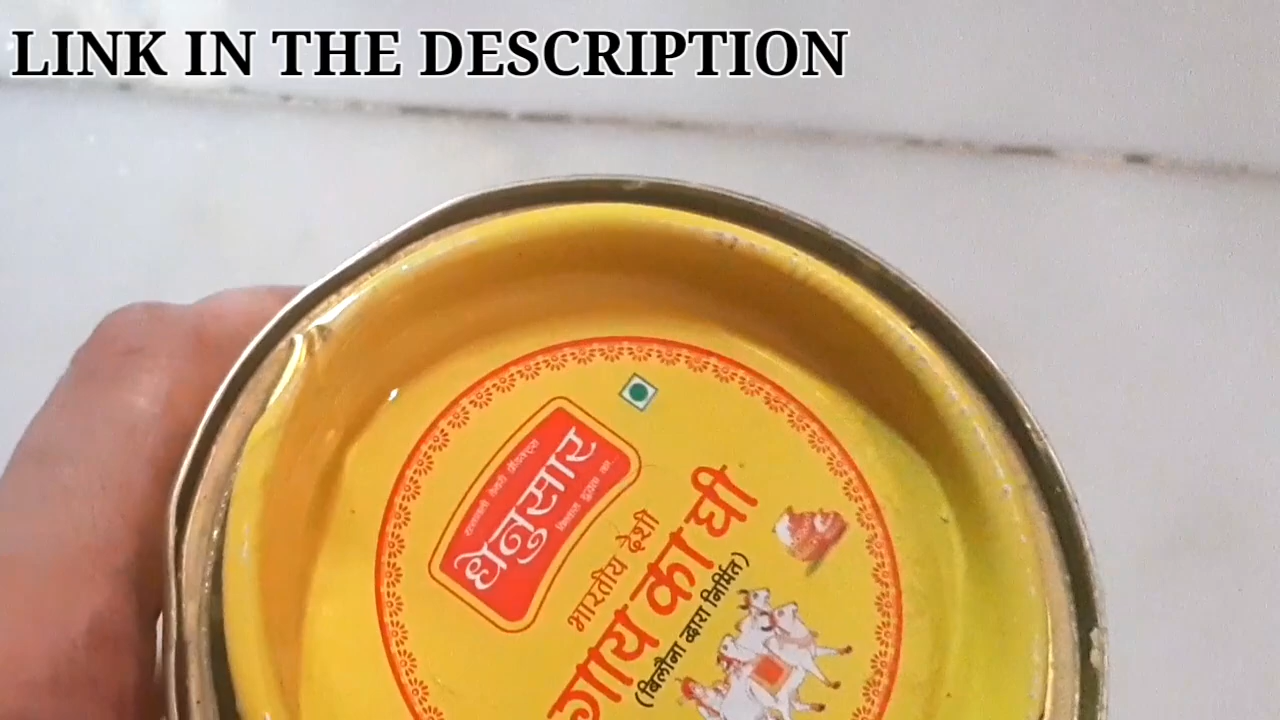 LINK IN THE DESCRIPTION
धेनुसार
भारतीय देशी
गाय का घी
(बिलौना द्वारा निर्मित)